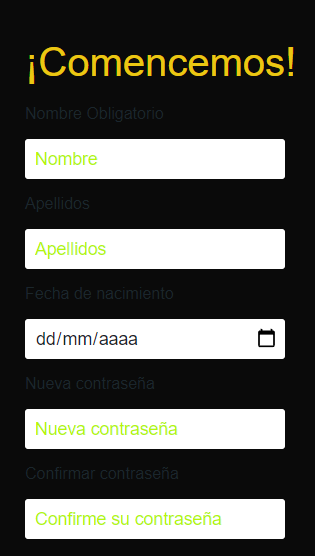 ¡Comencemos!
Nombre Obligatorio
Nombre
Apellidos
Apellidos
Fecha de nacimiento
dd/mm/aaaa
Nueva contraseña
Nueva contraseña
Confirmar contraseña
Confirme su contraseña